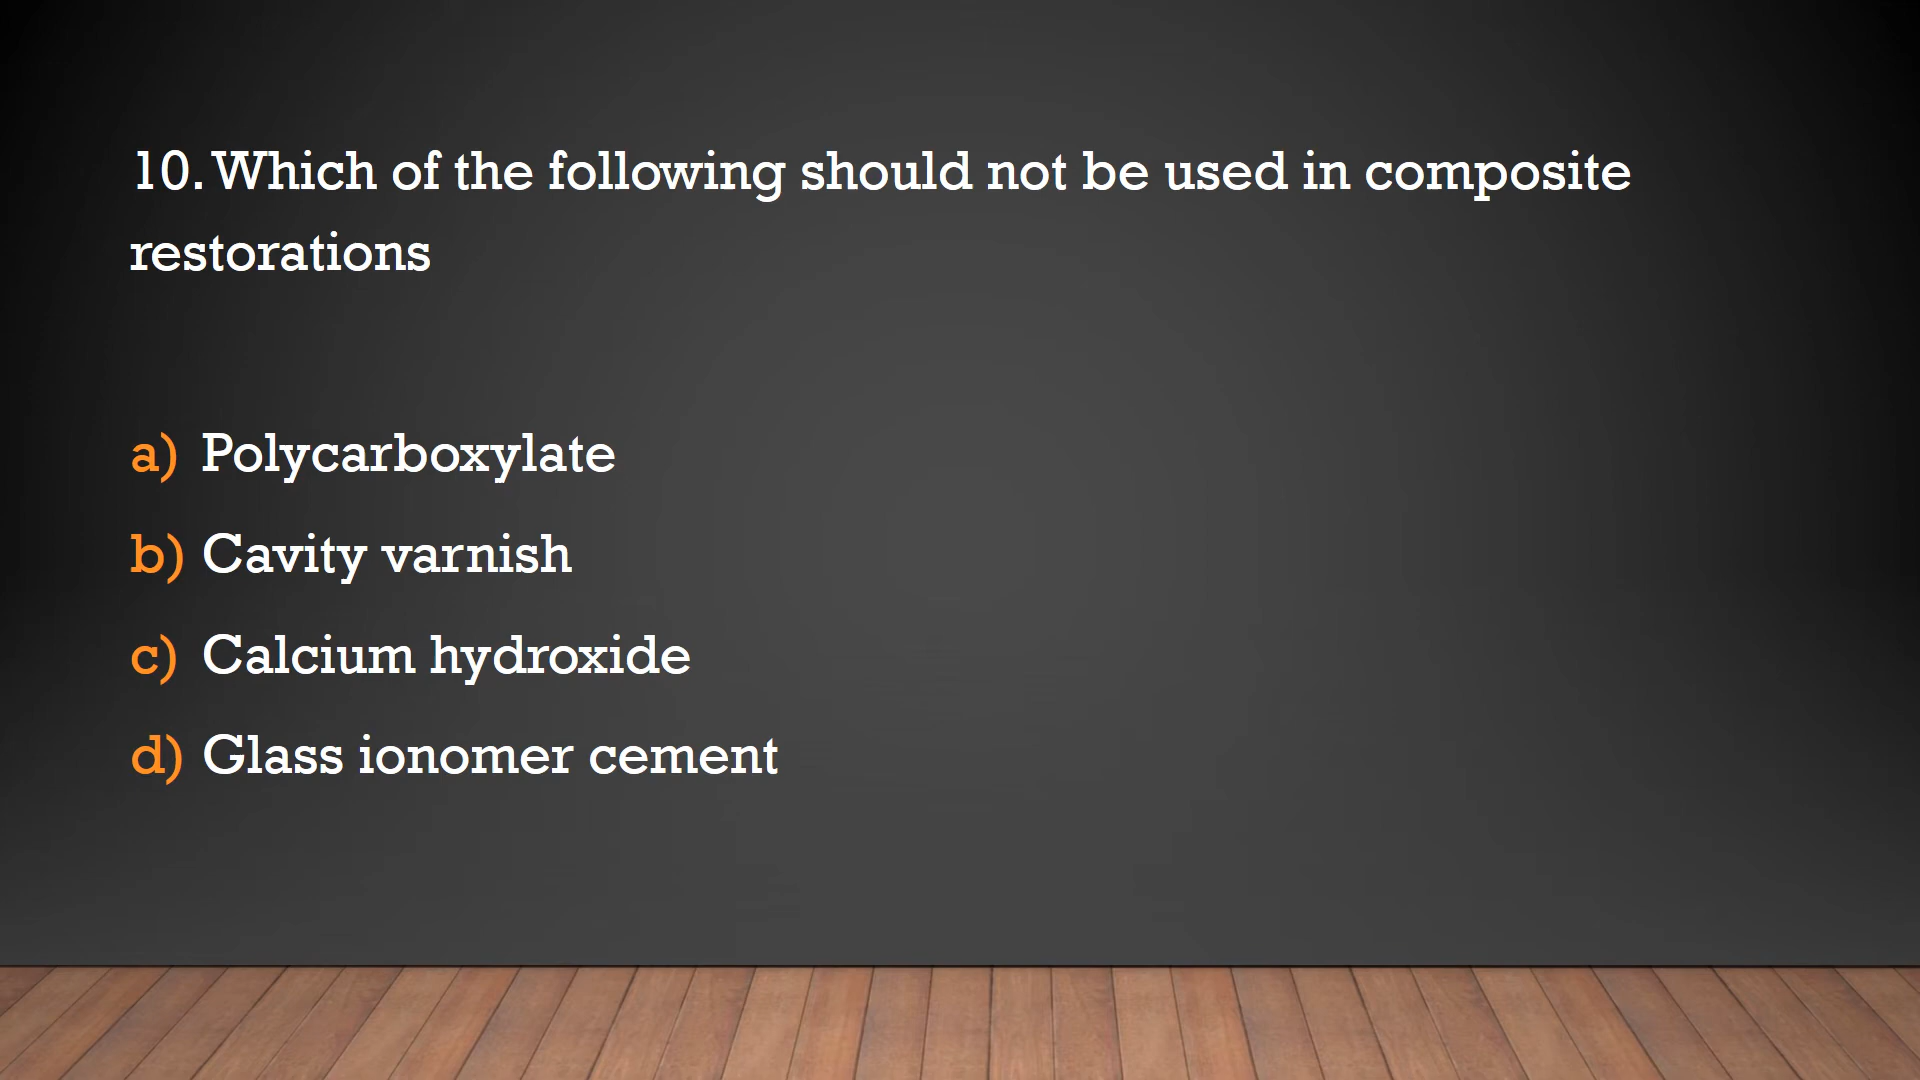 10. Which of the following should not be used in composite
restorations
a) Polycarboxylate
b) Cavity varnish
c) Calcium hydroxide
d) Glass ionomer cement